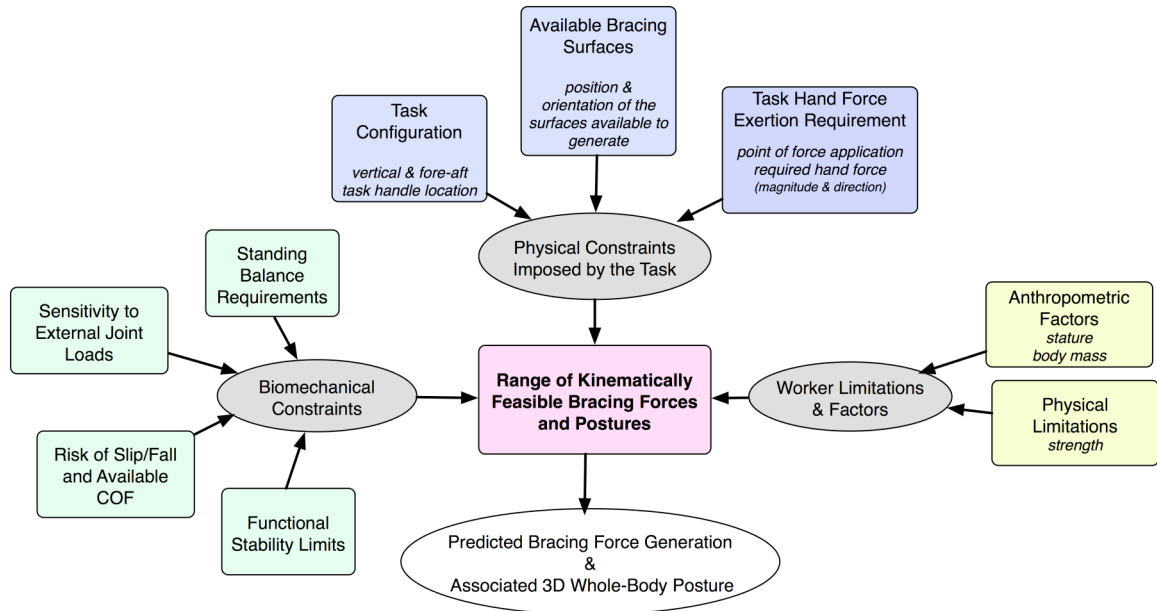 Available Bracing
Surfaces
position &
orientation of the
surfaces available to
generate
Task
Configuration
vertical & fore-aft
task handle location
Task Hand Force
Exertion Requirement
point of force application
required hand force
(magnitude & direction)
Physical Constraints
Imposed by the Task
Standing
Balance
Requirements
Sensitivity to
External Joint
Loads
Biomechanical
Constraints
Risk of Slip/Fall
and Available
COF
Functional
Stability Limits
Range of Kinematically
Feasible Bracing Forces
and Postures
Anthropometric
Factors
stature
body mass
Worker Limitations
& Factors
Physical
Limitations
strength
Predicted Bracing Force Generation
&
Associated 3D Whole-Body Posture